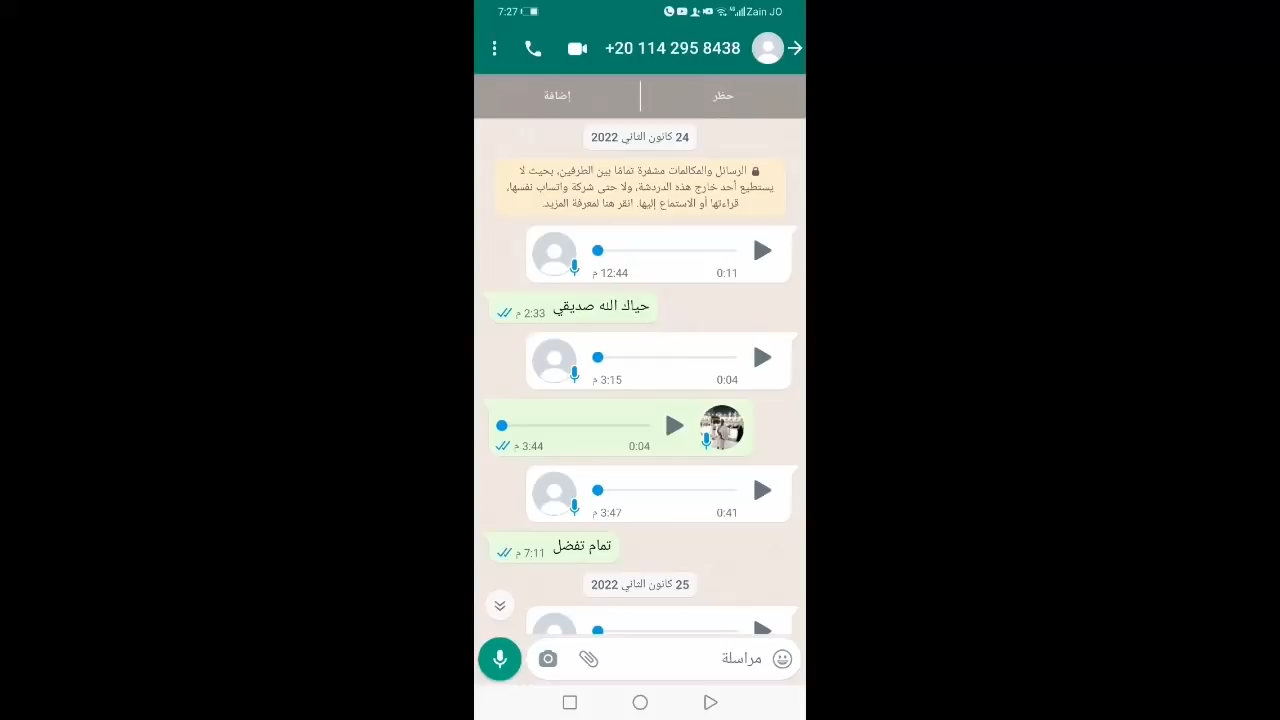 7:27
Zain JO
+20 114 295 8438
حظر
إضافة
24 كانون الثاني 2022
الرسائل والمكالمات مشفرة تمامًا بين الطرفين، بحيث لا
يستطيع أحد خارج هذه الدردشة، ولا حتى شركة واتساب نفسها،
قراءتها أو الاستماع إليها. انقر هنا لمعرفة المزيد.
0:11
12:44 م
حياك الله صديقي
2:33 م
0:04
3:15 م
0:04
3:44 م
0:41
3:47 م
تمام تفضل
7:11 م
25 كانون الثاني 2022
مراسلة